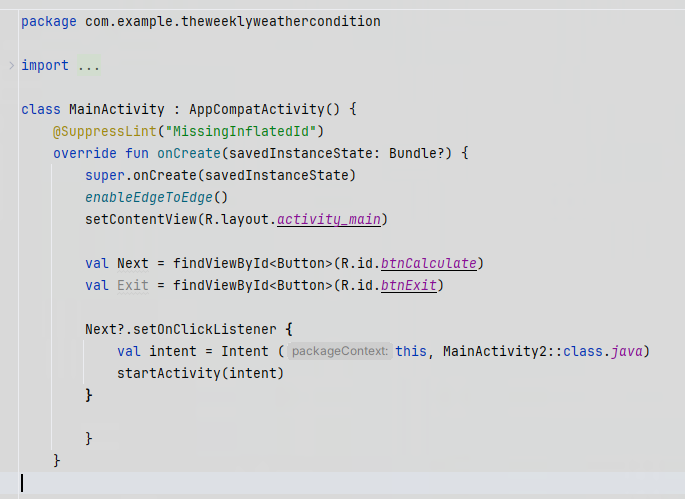 package com.example.theweeklyweathercondition
import ...
class MainActivity : AppCompatActivity() {
@SuppressLint("MissingInflatedId")
override fun onCreate(savedInstanceState: Bundle?) {
super.onCreate(savedInstanceState)
enableEdgeToEdge()
setContentView(R.layout.activity_main)
val Next = findViewById<Button>(R.id.btnCalculate)
val Exit = findViewById<Button>(R.id.btnExit)
Next?.setOnClickListener {
val intent = Intent ( packageContext: this, MainActivity2::class.java)
startActivity(intent)
}
}
}